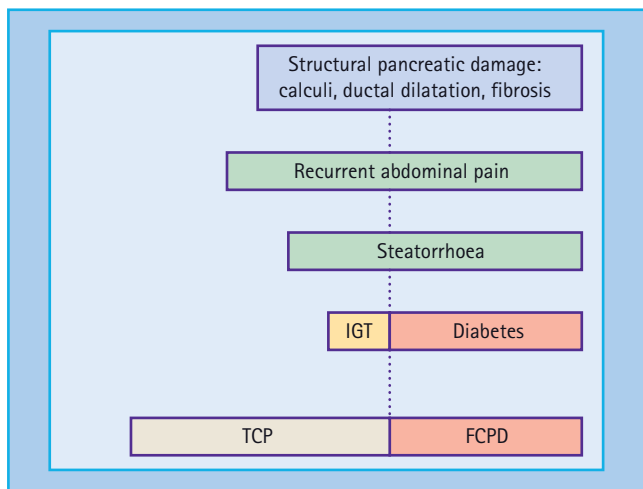 Structural pancreatic damage:
calculi, ductal dilatation, fibrosis
Recurrent abdominal pain
Steatorrhoea
IGT
Diabetes
TCP
FCPD